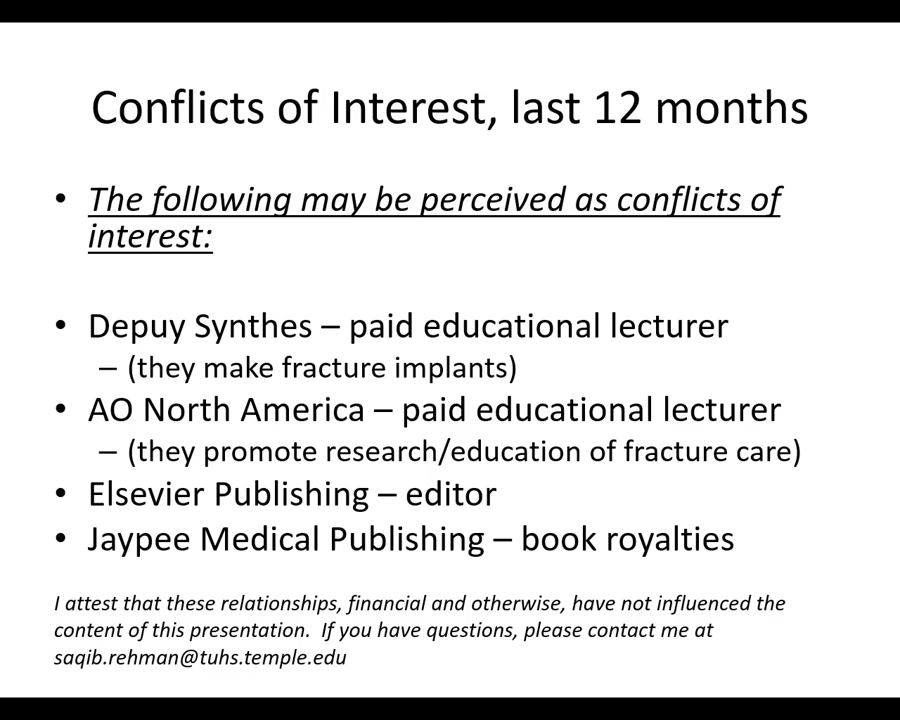 Conflicts of Interest, last 12 months
• The following may be perceived as conflicts of
interest:
• Depuy Synthes – paid educational lecturer
– (they make fracture implants)
• AO North America – paid educational lecturer
– (they promote research/education of fracture care)
• Elsevier Publishing – editor
• Jaypee Medical Publishing – book royalties
I attest that these relationships, financial and otherwise, have not influenced the
content of this presentation.  If you have questions, please contact me at
saqib.rehman@tuhs.temple.edu